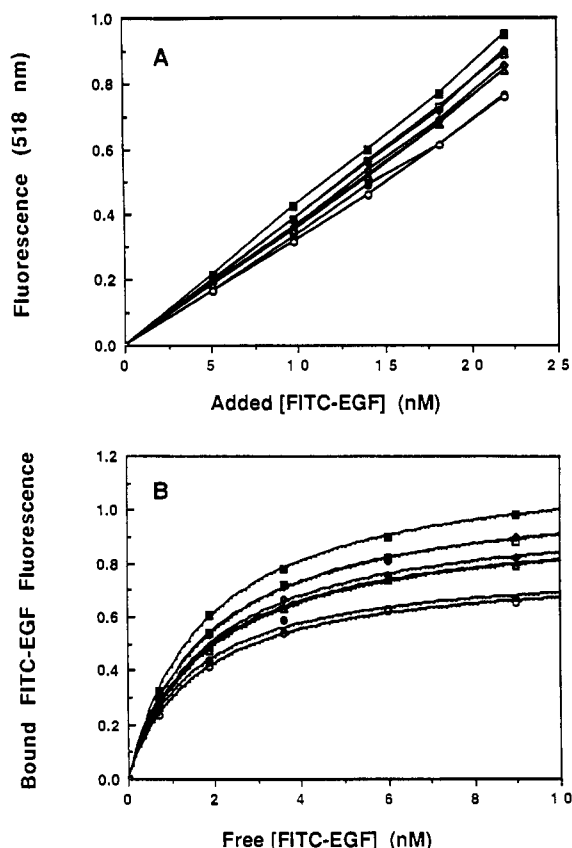 A
1.0
0.8
0.6
0.4
0.2
0.0
Fluorescence (518 nm)
0 5 10 15 20 25
Added [FITC-EGF] (nM)
B
1.2
1.0
0.8
0.6
0.4
0.2
0.0
Bound FITC-EGF Fluorescence
0 2 4 6 8 10
Free [FITC-EGF] (nM)